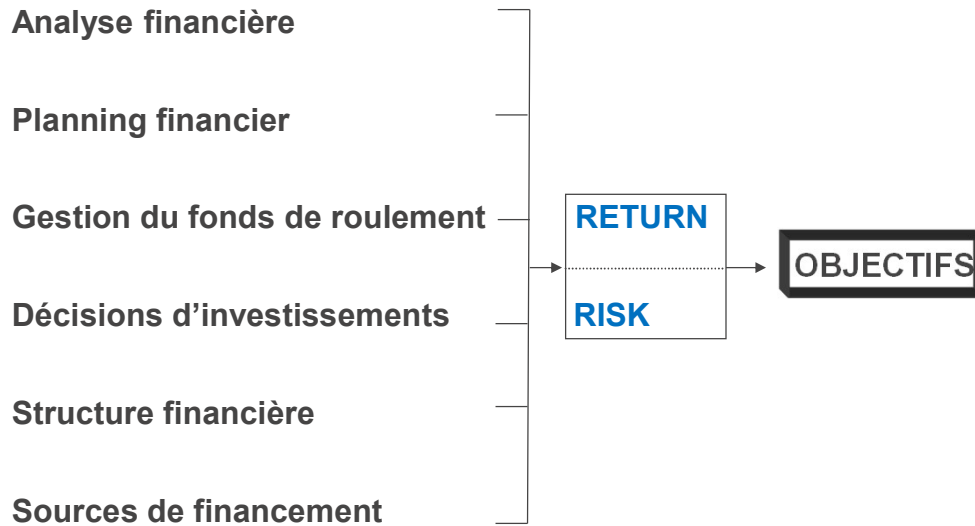 Analyse financière
Planning financier
Gestion du fonds de roulement
Décisions d’investissements
Structure financière
Sources de financement
RETURN
RISK
OBJECTIFS